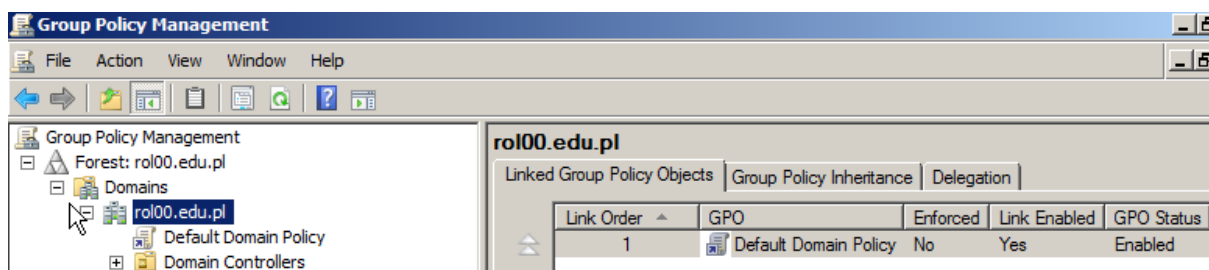 Group Policy Management
File Action View Window Help
Group Policy Management
Forest: rol00.edu.pl
Domains
rol00.edu.pl
Default Domain Policy
Domain Controllers
rol00.edu.pl
Linked Group Policy Objects Group Policy Inheritance Delegation
Link Order GPO Enforced Link Enabled GPO Status
1 Default Domain Policy No Yes Enabled